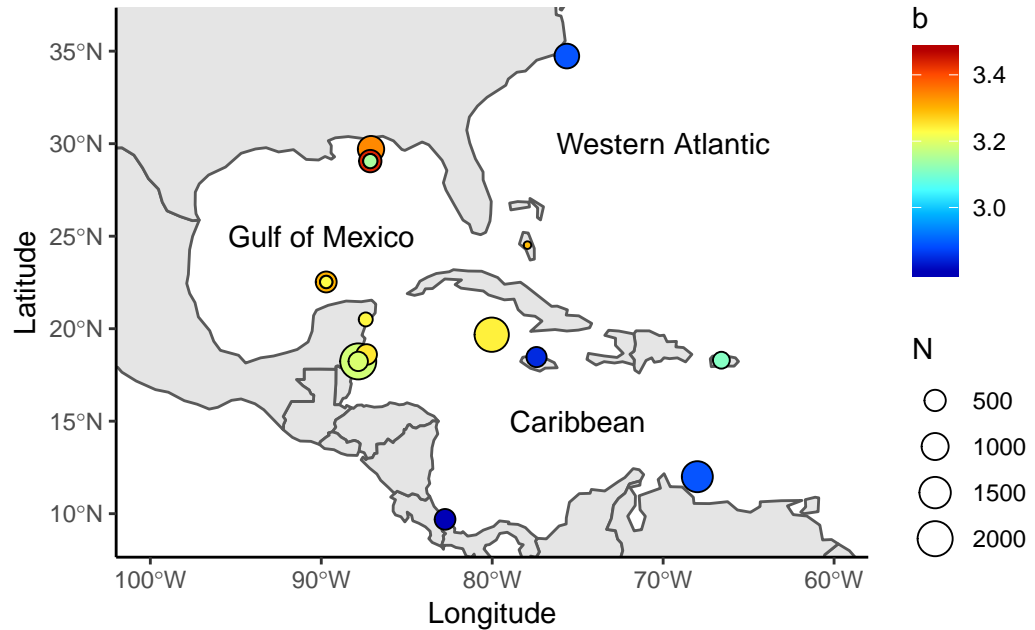 b
35°N
3.4
30°N
Western Atlantic
3.2
3.0
Gulf of Mexico
25°N
Latitude
20°N
N
500
15°N
Caribbean
1000
1500
10°N
2000
100°W
90°W
80°W
70°W
60°W
Longitude